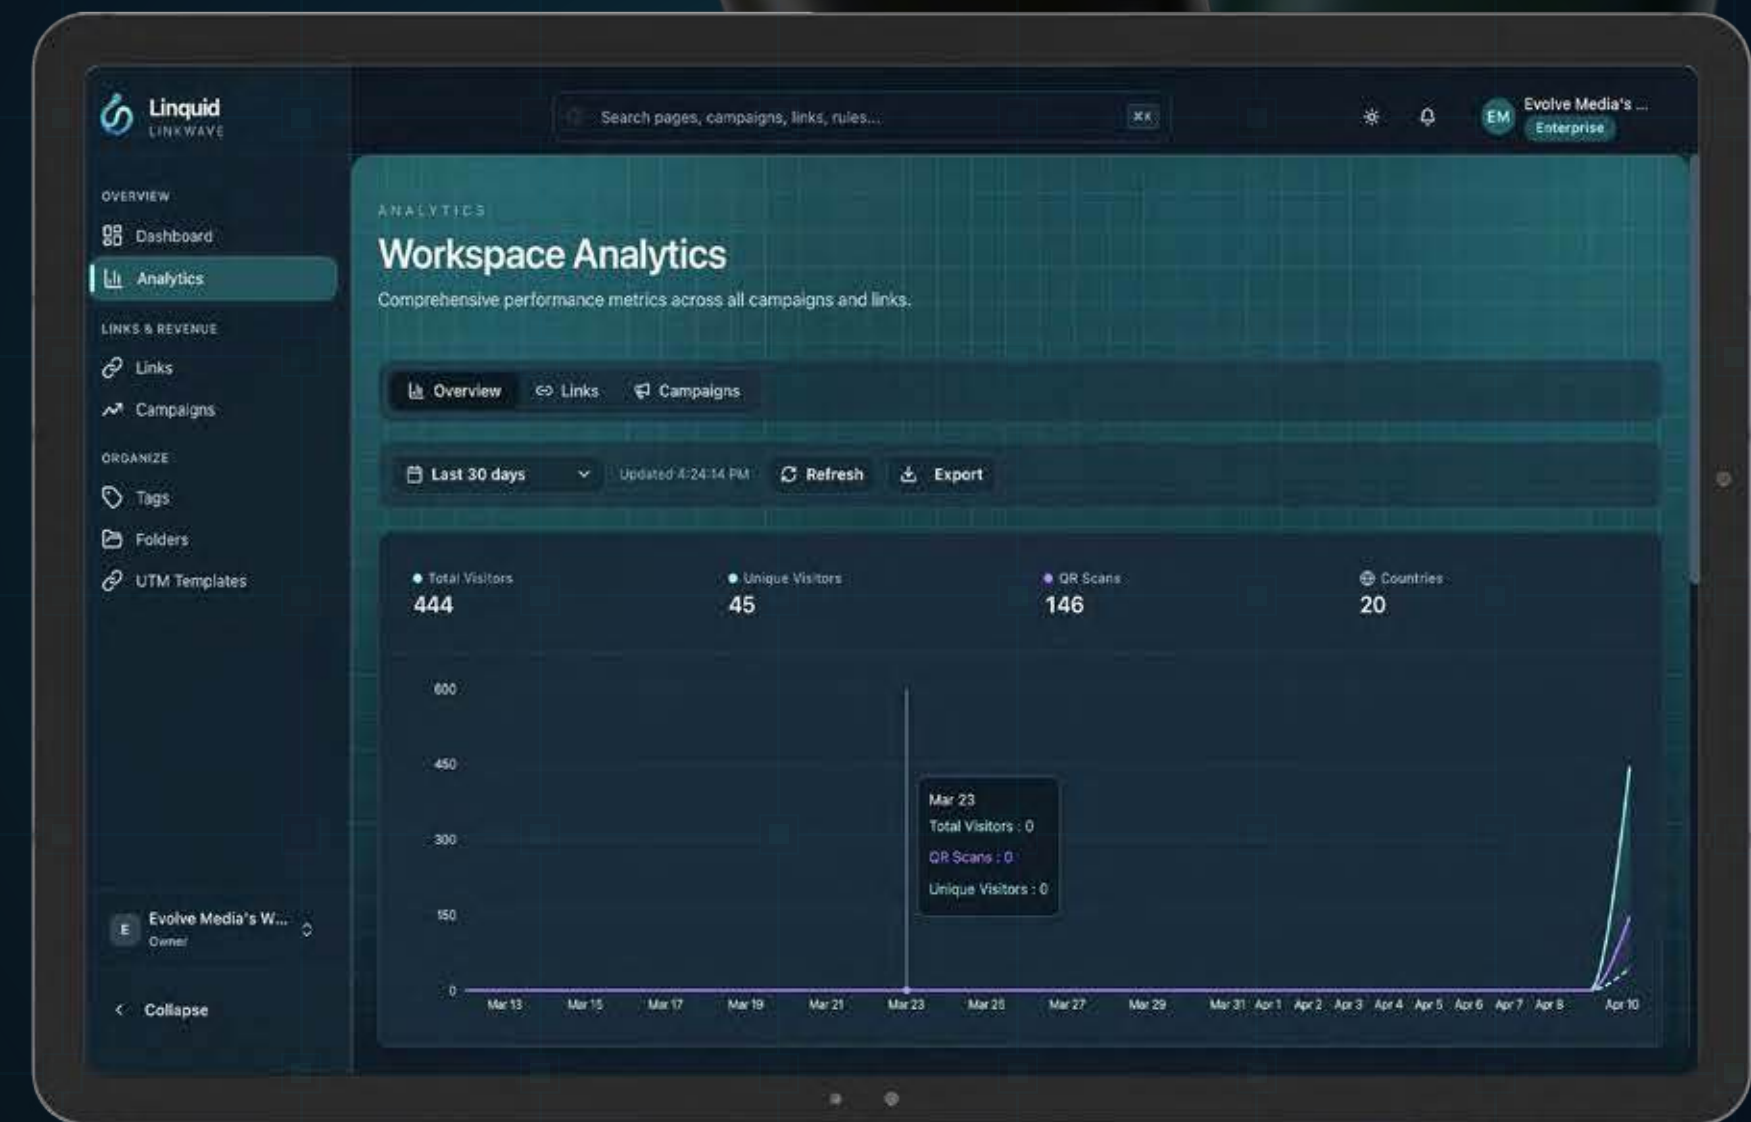 Linquid
LINKWAVE
Search pages, campaigns, links, rules...
⌘K
EM
Evolve Media's ...
Enterprise
OVERVIEW
Dashboard
Analytics
LINKS & REVENUE
Links
Campaigns
ORGANIZE
Tags
Folders
UTM Templates
E
Evolve Media's W...
Owner
Collapse
ANALYTICS
Workspace Analytics
Comprehensive performance metrics across all campaigns and links.
Overview
Links
Campaigns
Last 30 days
Updated 4:24:14 PM
Refresh
Export
Total Visitors
444
Unique Visitors
45
QR Scans
146
Countries
20
600
450
300
150
0
Mar 23
Total Visitors : 0
QR Scans : 0
Unique Visitors : 0
Mar 13 Mar 15 Mar 17 Mar 19 Mar 21 Mar 23 Mar 25 Mar 27 Mar 29 Mar 31 Apr 1 Apr 2 Apr 3 Apr 4 Apr 5 Apr 6 Apr 7 Apr 8 Apr 10